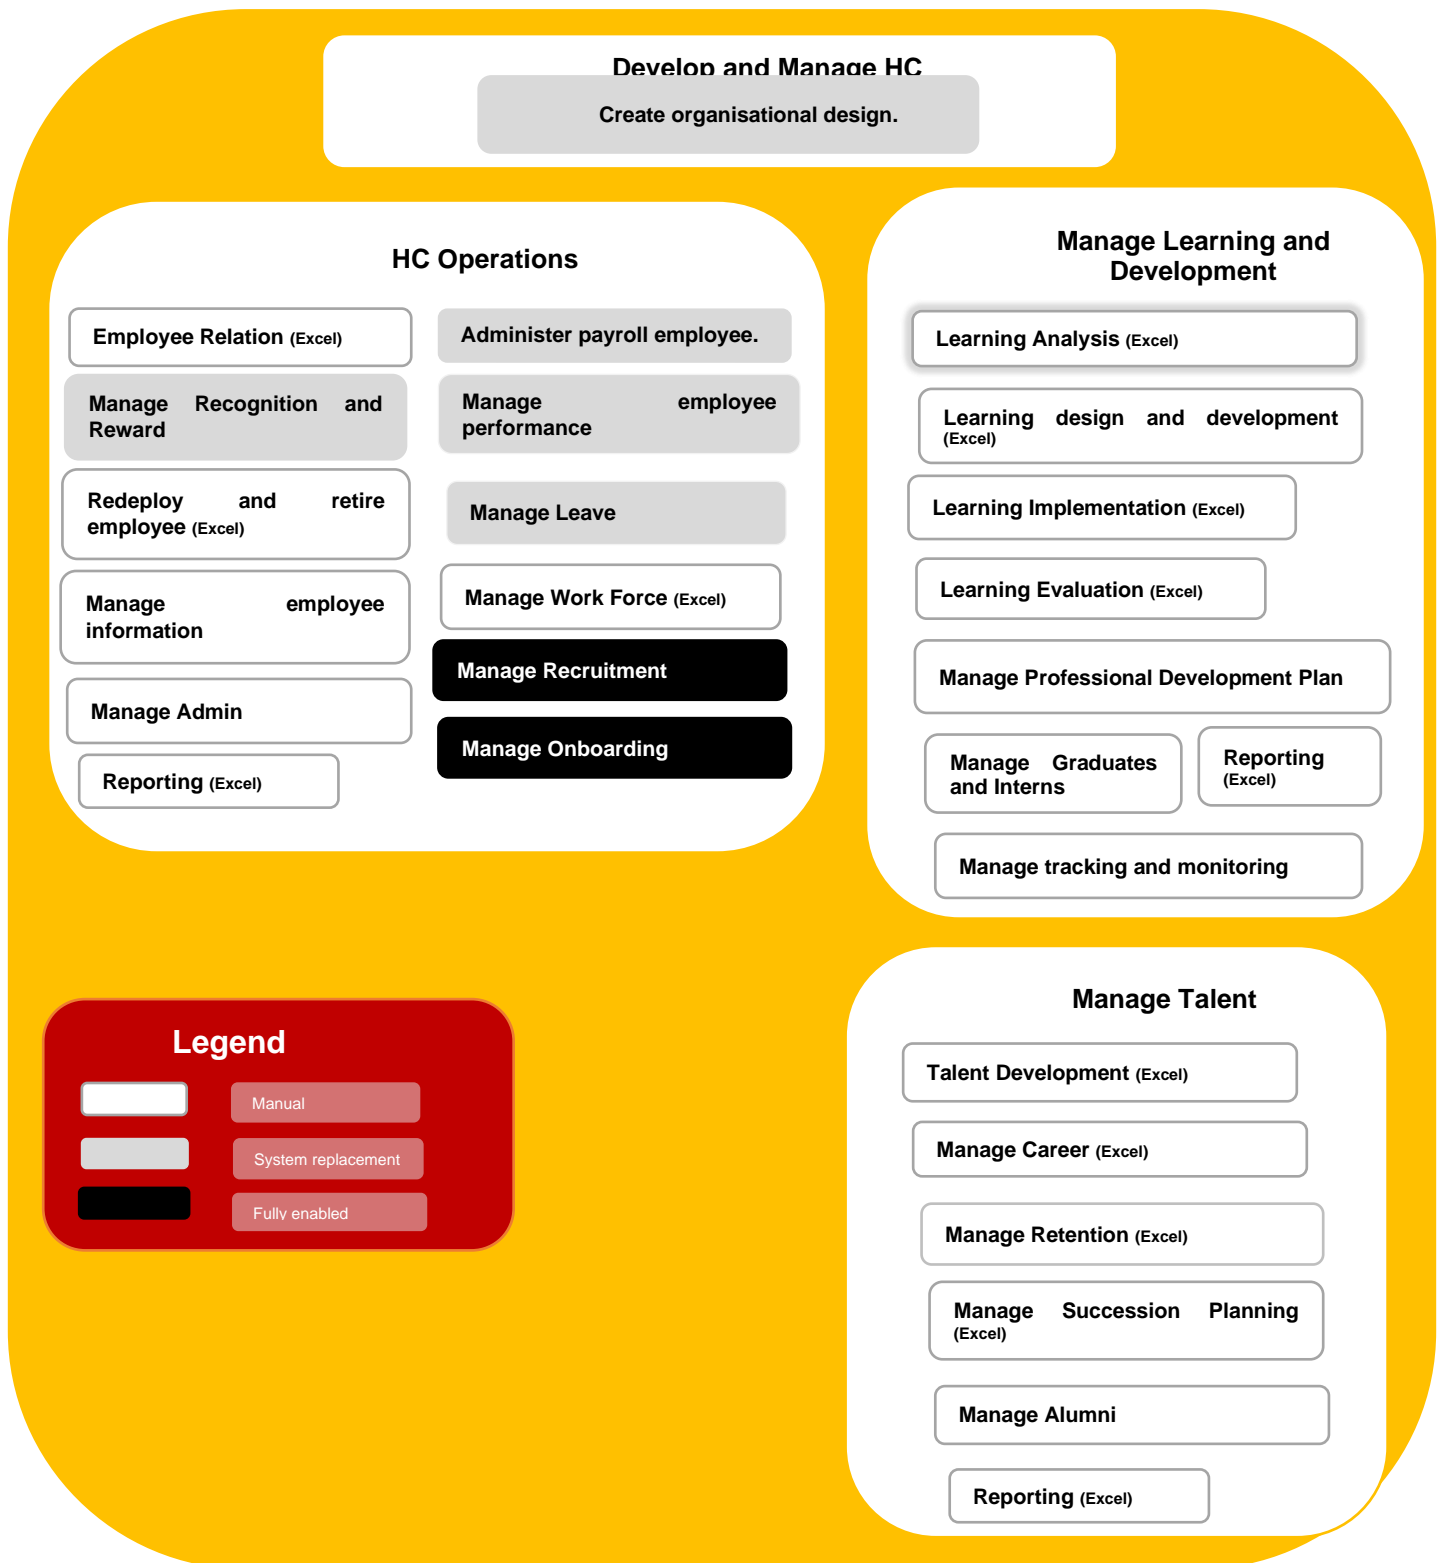 Develop and Manage HC
Create organisational design.
HC Operations
Employee Relation (Excel)
Manage Recognition and
Reward
Redeploy and retire
employee (Excel)
Manage employee
information
Manage Admin
Reporting (Excel)
Administer payroll employee.
Manage employee
performance
Manage Leave
Manage Work Force (Excel)
Manage Recruitment
Manage Onboarding
Manage Learning and
Development
Learning Analysis (Excel)
Learning design and development
(Excel)
Learning Implementation (Excel)
Learning Evaluation (Excel)
Manage Professional Development Plan
Manage Graduates
and Interns
Reporting
(Excel)
Manage tracking and monitoring
Legend
Manual
System replacement
Fully enabled
Manage Talent
Talent Development (Excel)
Manage Career (Excel)
Manage Retention (Excel)
Manage Succession Planning
(Excel)
Manage Alumni
Reporting (Excel)